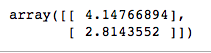 array([[ 4.14766894],
       [ 2.8143552 ]])